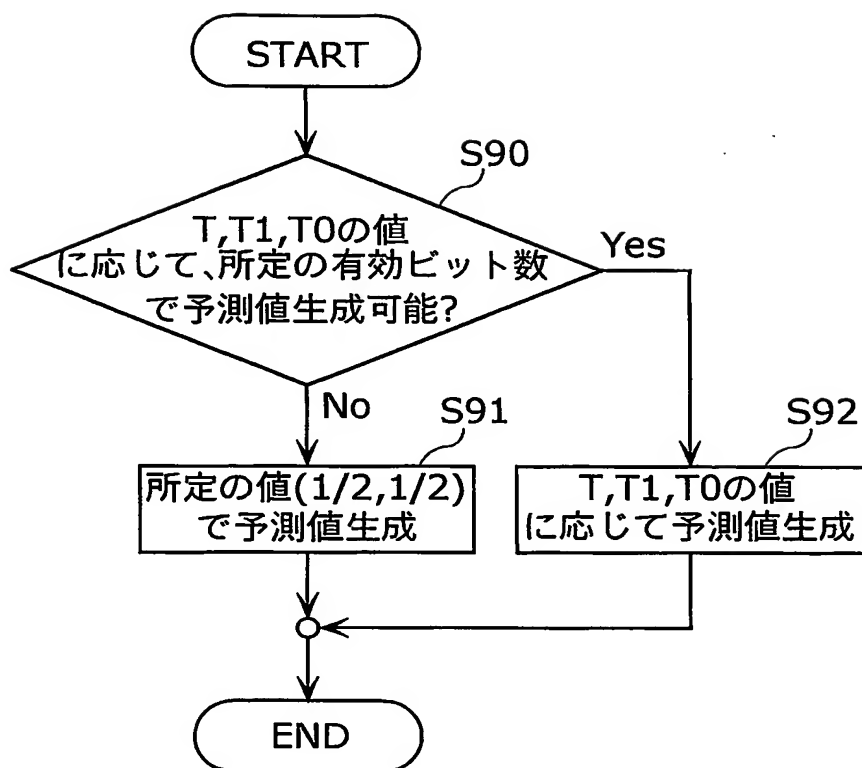 START
S90
T,T1,T0の値
に応じて、所定の有効ビット数
で予測値生成可能?
Yes
No
S91
所定の値(1/2,1/2)
で予測値生成
S92
T,T1,T0の値
に応じて予測値生成
END